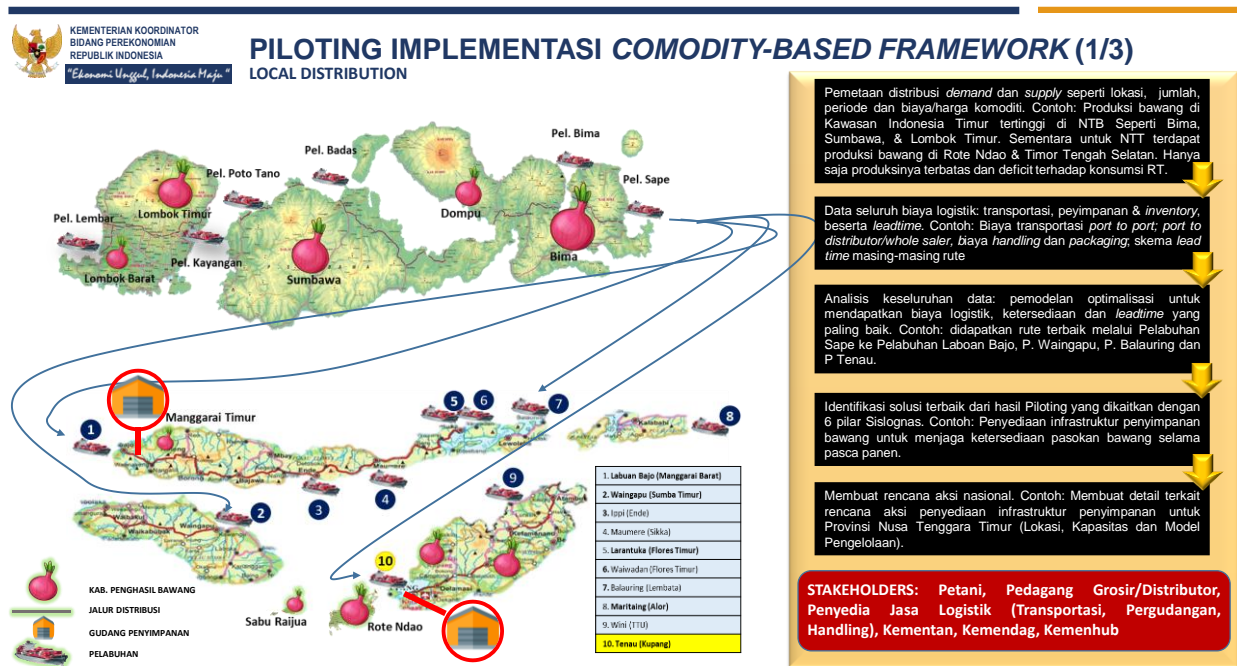 KEMENTERIAN KOORDINATOR
BIDANG PEREKONOMIAN
REPUBLIK INDONESIA
"Ekonomi Unggul, Indonesia Maju"
PILOTING IMPLEMENTASI COMODITY-BASED FRAMEWORK (1/3)
LOCAL DISTRIBUTION
Pel. Bima
Pel. Badas
Pel. Poto Tano
Pel. Sape
Lombok Timur
Pel. Lembar
Dompu
Pel. Kayangan
Bima
Lombok Barat
Sumbawa
Manggarai Timur
1
5
6
7
8
Maumere
Ende
Waingapu
2
3
4
9
10
Sabu Raijua
Rote Ndao
KAB. PENGHASIL BAWANG
JALUR DISTRIBUSI
GUDANG PENYIMPANAN
PELABUHAN
1. Labuan Bajo (Manggarai Barat)
2. Waingapu (Sumba Timur)
3. Ippi (Ende)
4. Maumere (Sikka)
5. Larantuka (Flores Timur)
6. Waiwadan (Flores Timur)
7. Balauring (Lembata)
8. Maritaing (Alor)
9. Wini (TTU)
10. Tenau (Kupang)
Pemetaan distribusi demand dan supply seperti lokasi, jumlah,
periode dan biaya/harga komoditi. Contoh: Produksi bawang di
Kawasan Indonesia Timur tertinggi di NTB Seperti Bima,
Sumbawa, & Lombok Timur. Sementara untuk NTT terdapat
produksi bawang di Rote Ndao & Timor Tengah Selatan. Hanya
saja produksinya terbatas dan deficit terhadap konsumsi RT.
Data seluruh biaya logistik: transportasi, peyimpanan & inventory,
beserta leadtime. Contoh: Biaya transportasi port to port; port to
distributor/whole saler, biaya handling dan packaging; skema lead
time masing-masing rute
Analisis keseluruhan data: pemodelan optimalisasi untuk
mendapatkan biaya logistik, ketersediaan dan leadtime yang
paling baik. Contoh: didapatkan rute terbaik melalui Pelabuhan
Sape ke Pelabuhan Laboan Bajo, P. Waingapu, P. Balauring dan
P Tenau.
Identifikasi solusi terbaik dari hasil Piloting yang dikaitkan dengan
6 pilar Sislognas. Contoh: Penyediaan infrastruktur penyimpanan
bawang untuk menjaga ketersediaan pasokan bawang selama
pasca panen.
Membuat rencana aksi nasional. Contoh: Membuat detail terkait
rencana aksi penyediaan infrastruktur penyimpanan untuk
Provinsi Nusa Tenggara Timur (Lokasi, Kapasitas dan Model
Pengelolaan).
STAKEHOLDERS: Petani, Pedagang Grosir/Distributor,
Penyedia Jasa Logistik (Transportasi, Pergudangan,
Handling), Kementan, Kemendag, Kemenhub